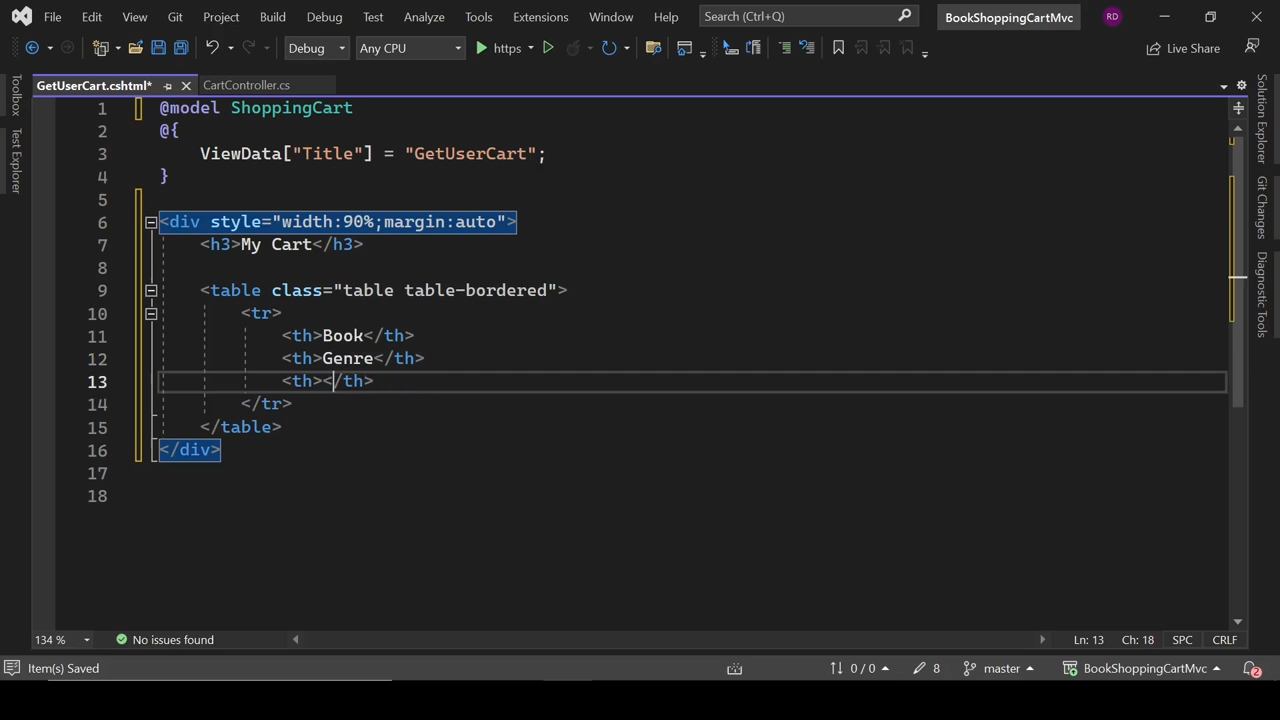 File Edit View Git Project Build Debug Test Analyze Tools Extensions Window Help Search (Ctrl+Q) BookShoppingCartMvc RD
Debug Any CPU https Live Share
GetUserCart.cshtml* CartController.cs
Toolbox
Test Explorer
Solution Explorer
Git Changes
Diagnostic Tools
1 @model ShoppingCart
2 @{
3 ViewData["Title"] = "GetUserCart";
4 }
5
6 <div style="width:90%;margin:auto">
7 <h3>My Cart</h3>
8
9 <table class="table table-bordered">
10 <tr>
11 <th>Book</th>
12 <th>Genre</th>
13 <th></th>
14 </tr>
15 </table>
16 </div>
17
18
134 % No issues found Ln: 13 Ch: 18 SPC CRLF
Item(s) Saved 0 / 0 8 master BookShoppingCartMvc 2